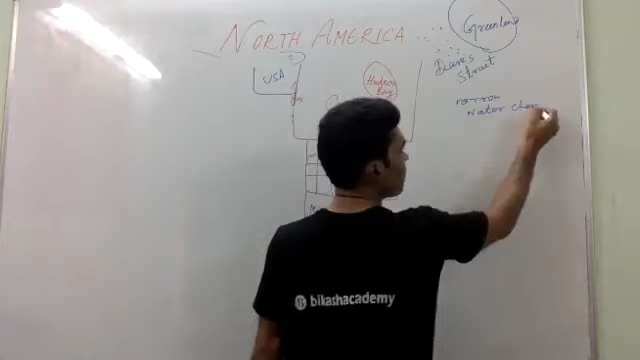 NORTH AMERICA
Greenland
USA
Hudson
Bay
Davis
Strait
narrow
water chan
bikashacademy